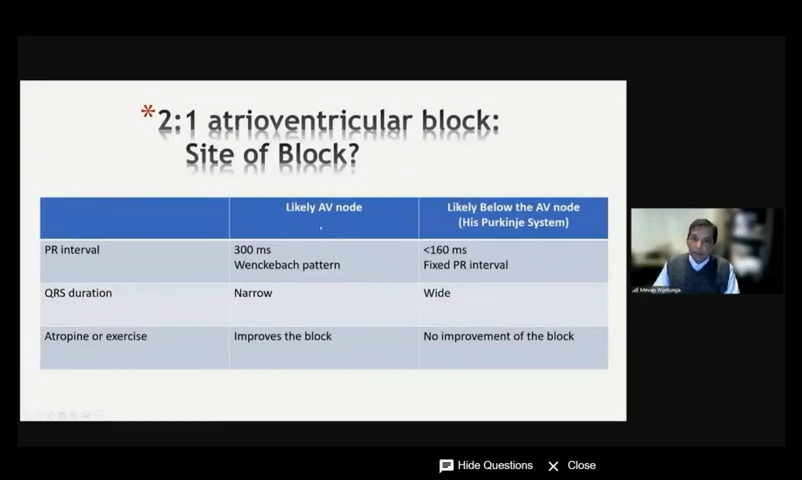 *2:1 atrioventricular block:
Site of Block?
Likely AV node
Likely Below the AV node
(His Purkinje System)
PR interval
300 ms
Wenckebach pattern
<160 ms
Fixed PR interval
QRS duration
Narrow
Wide
Atropine or exercise
Improves the block
No improvement of the block
Mevan Wijetunga
Hide Questions
Close